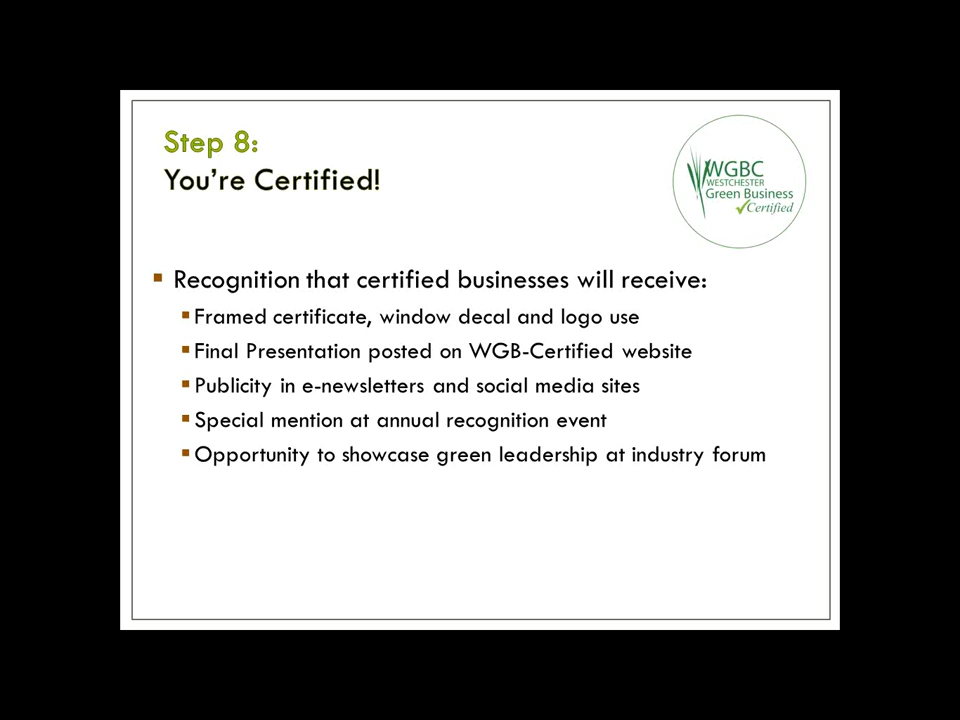 Step 8:
You're Certified!
WGBC
WESTCHESTER
Green Business
Certified
▪ Recognition that certified businesses will receive:
▪ Framed certificate, window decal and logo use
▪ Final Presentation posted on WGB-Certified website
▪ Publicity in e-newsletters and social media sites
▪ Special mention at annual recognition event
▪ Opportunity to showcase green leadership at industry forum